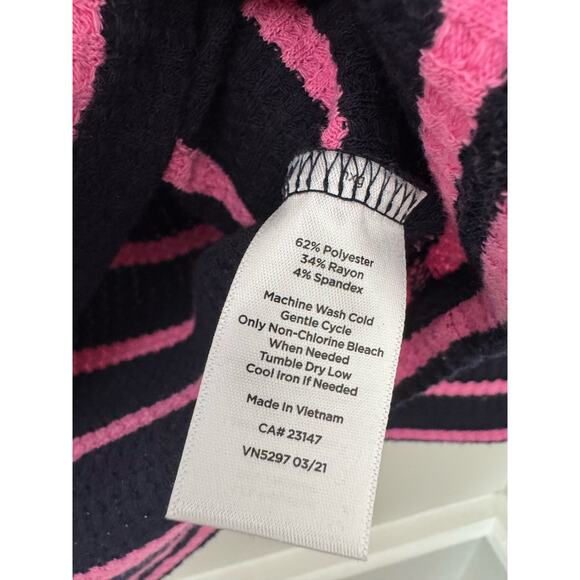 62% Polyester
34% Rayon
4% Spandex
Machine Wash Cold
Gentle Cycle
Only Non-Chlorine Bleach
When Needed
Tumble Dry Low
Cool Iron If Needed
Made In Vietnam
CA# 23147
VN5297 03/21